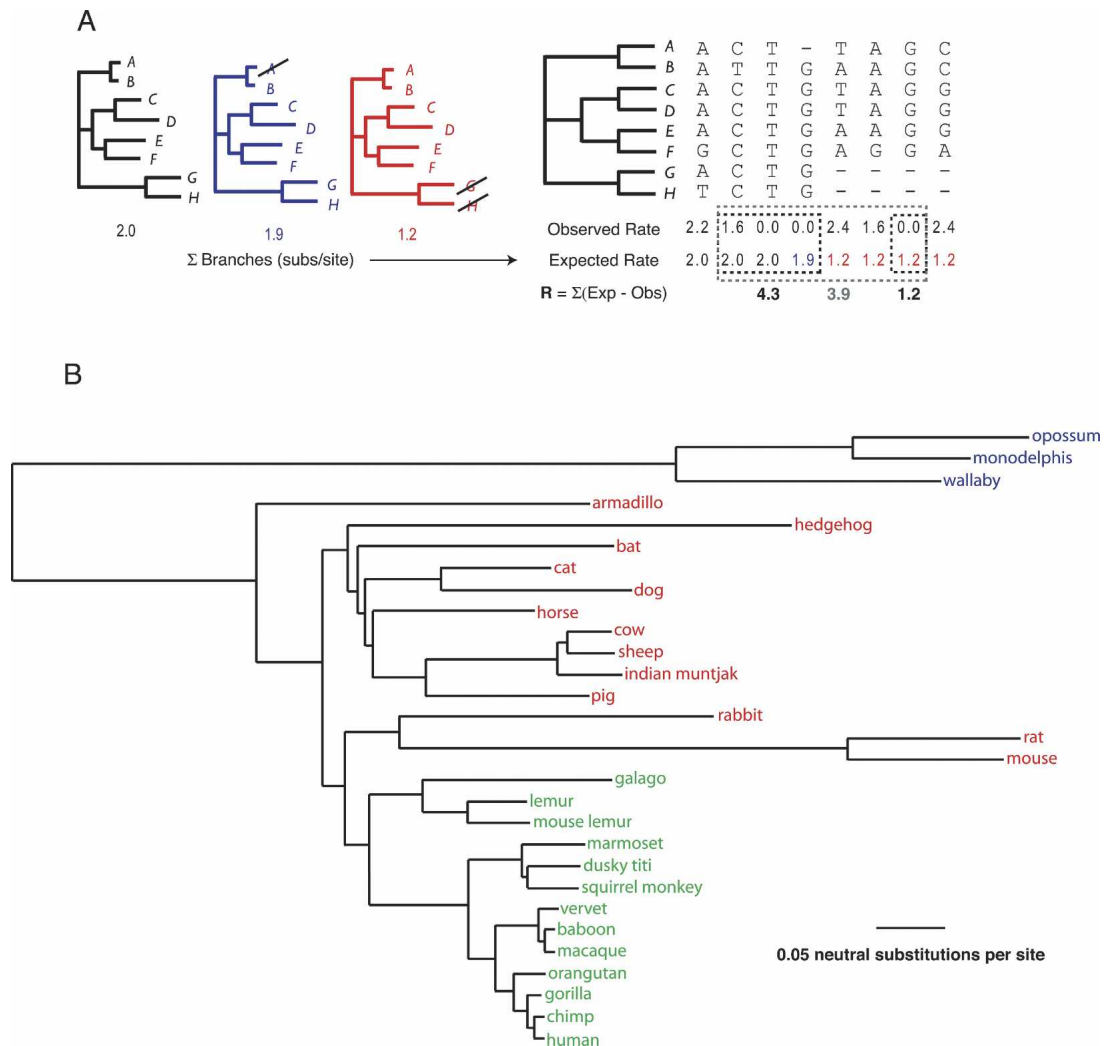 A
A B C D E F G H
2.0
A B C D E F G H
1.9
A B C D E F G H
1.2
Σ Branches (subs/site)
A A C T - T A G C
B A T T G A A G C
C A C T G T A G G
D A C T G T A G G
E A C T G A A G G
F G C T G A G G A
G A C T G - - - -
H T C T G - - - -
Observed Rate 2.2 1.6 0.0 0.0 2.4 1.6 0.0 2.4
Expected Rate 2.0 2.0 2.0 1.9 1.2 1.2 1.2 1.2
R = Σ(Exp - Obs) 4.3 3.9 1.2
B
opossum
monodelphis
wallaby
armadillo
hedgehog
bat
cat
dog
horse
cow
sheep
indian muntjak
pig
rabbit
rat
mouse
galago
lemur
mouse lemur
marmoset
dusky titi
squirrel monkey
vervet
baboon
macaque
orangutan
gorilla
chimp
human
0.05 neutral substitutions per site